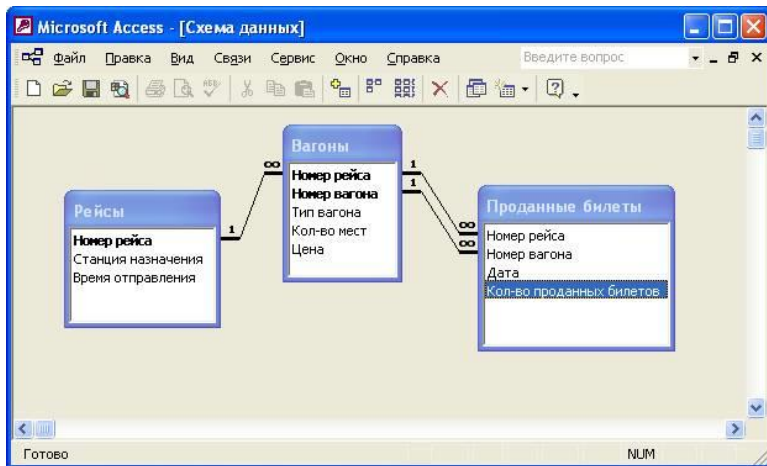 Microsoft Access - [Схема данных]
Файл Правка Вид Связи Сервис Окно Справка Введите вопрос
Вагоны
∞ 1
Номер рейса
1
Номер вагона
Тип вагона
Кол-во мест
Цена
Рейсы
1
Номер рейса
Станция назначения
Время отправления
Проданные билеты
∞
Номер рейса
∞
Номер вагона
Дата
Кол-во проданных билетов
Готово NUM